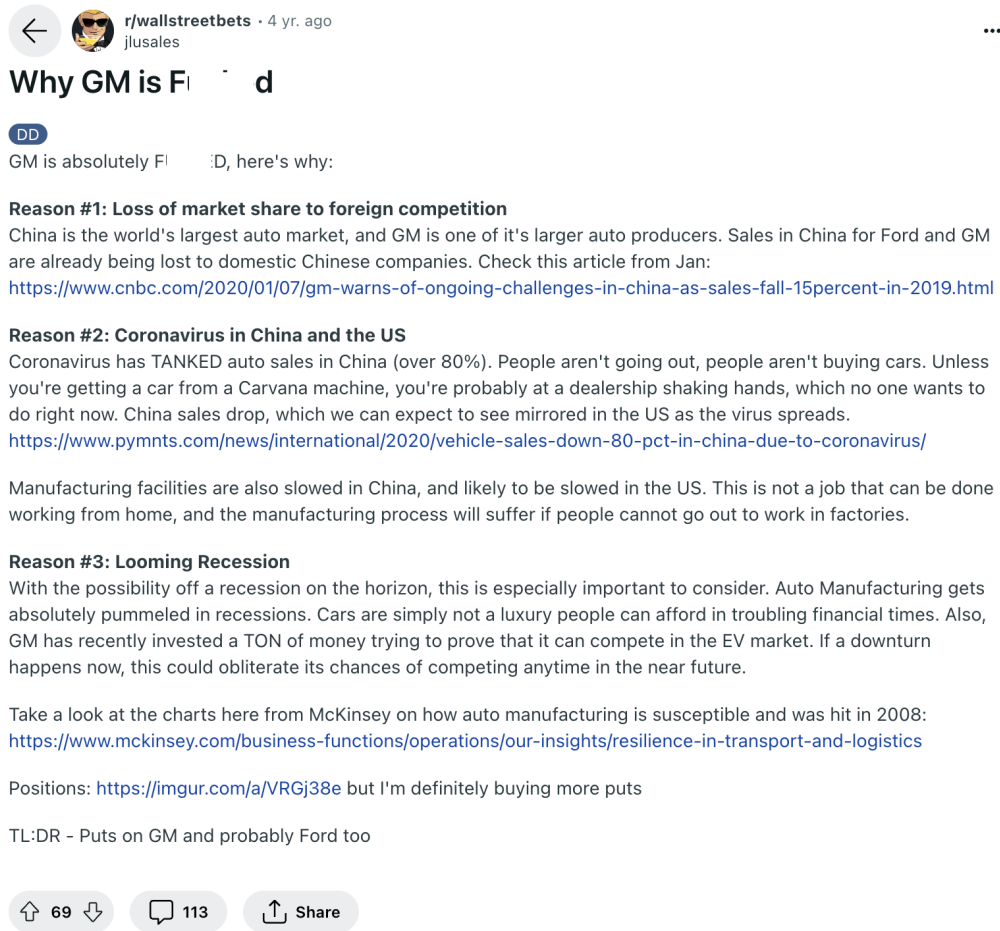 r/wallstreetbets • 4 yr. ago
jlusales
Why GM is F d
DD
GM is absolutely F D, here's why:
Reason #1: Loss of market share to foreign competition
China is the world's largest auto market, and GM is one of it's larger auto producers. Sales in China for Ford and GM
are already being lost to domestic Chinese companies. Check this article from Jan:
https://www.cnbc.com/2020/01/07/gm-warns-of-ongoing-challenges-in-china-as-sales-fall-15percent-in-2019.html
Reason #2: Coronavirus in China and the US
Coronavirus has TANKED auto sales in China (over 80%). People aren't going out, people aren't buying cars. Unless
you're getting a car from a Carvana machine, you're probably at a dealership shaking hands, which no one wants to
do right now. China sales drop, which we can expect to see mirrored in the US as the virus spreads.
https://www.pymnts.com/news/international/2020/vehicle-sales-down-80-pct-in-china-due-to-coronavirus/
Manufacturing facilities are also slowed in China, and likely to be slowed in the US. This is not a job that can be done
working from home, and the manufacturing process will suffer if people cannot go out to work in factories.
Reason #3: Looming Recession
With the possibility off a recession on the horizon, this is especially important to consider. Auto Manufacturing gets
absolutely pummeled in recessions. Cars are simply not a luxury people can afford in troubling financial times. Also,
GM has recently invested a TON of money trying to prove that it can compete in the EV market. If a downturn
happens now, this could obliterate its chances of competing anytime in the near future.
Take a look at the charts here from McKinsey on how auto manufacturing is susceptible and was hit in 2008:
https://www.mckinsey.com/business-functions/operations/our-insights/resilience-in-transport-and-logistics
Positions: https://imgur.com/a/VRGj38e but I'm definitely buying more puts
TL:DR - Puts on GM and probably Ford too
69 113 Share